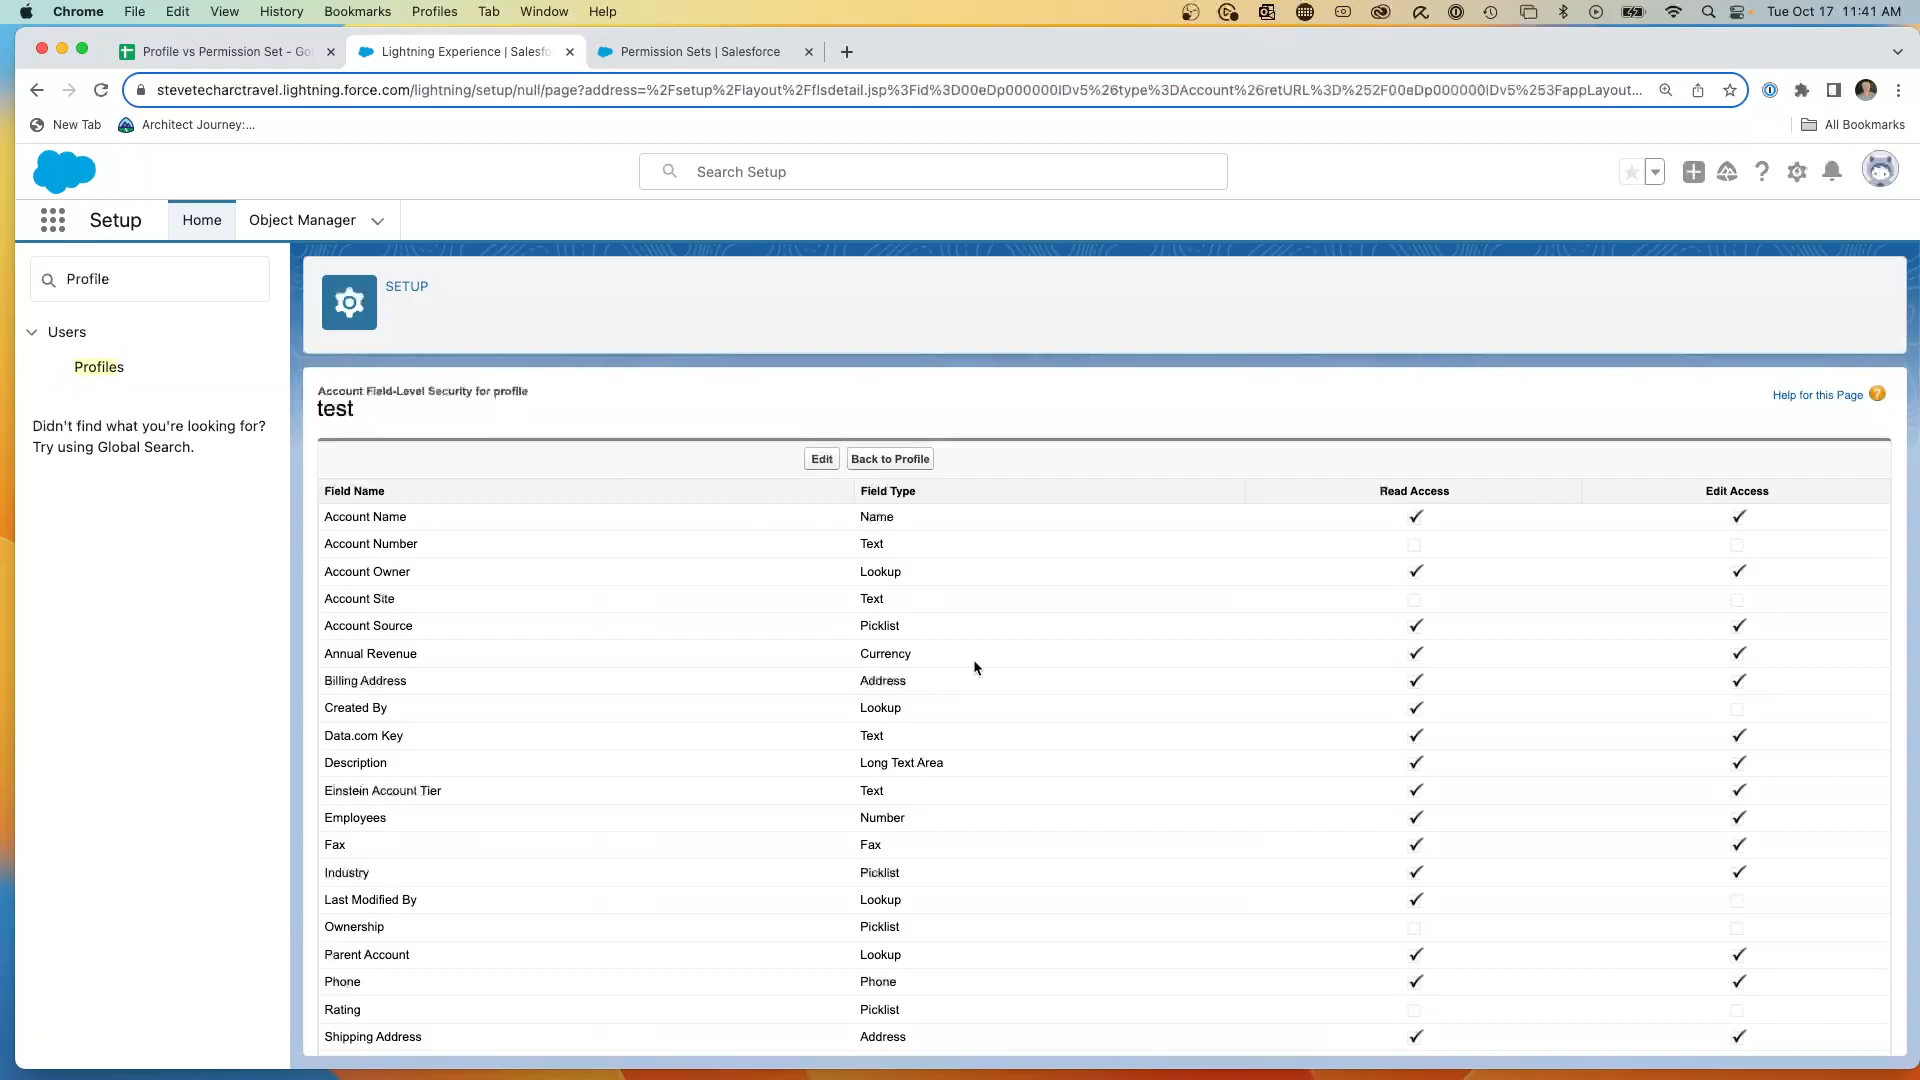 Chrome File Edit View History Bookmarks Profiles Tab Window Help Tue Oct 17 11:41 AM
Profile vs Permission Set - Go Lightning Experience | Salesfo Permission Sets | Salesforce
stevetecharctravel.lightning.force.com/lightning/setup/null/page?address=%2Fsetup%2Flayout%2Fflsdetail.jsp%3Fid%3D00eDp000000IDv5%26type%3DAccount%26retURL%3D%252F00eDp000000IDv5%253FappLayout...
New Tab Architect Journey:... All Bookmarks
Search Setup
Setup Home Object Manager
Profile
Users
Profiles
Didn't find what you're looking for?
Try using Global Search.
SETUP
Account Field-Level Security for profile
test
Help for this Page ?
Edit Back to Profile
Field Name Field Type Read Access Edit Access
Account Name Name
Account Number Text
Account Owner Lookup
Account Site Text
Account Source Picklist
Annual Revenue Currency
Billing Address Address
Created By Lookup
Data.com Key Text
Description Long Text Area
Einstein Account Tier Text
Employees Number
Fax Fax
Industry Picklist
Last Modified By Lookup
Ownership Picklist
Parent Account Lookup
Phone Phone
Rating Picklist
Shipping Address Address